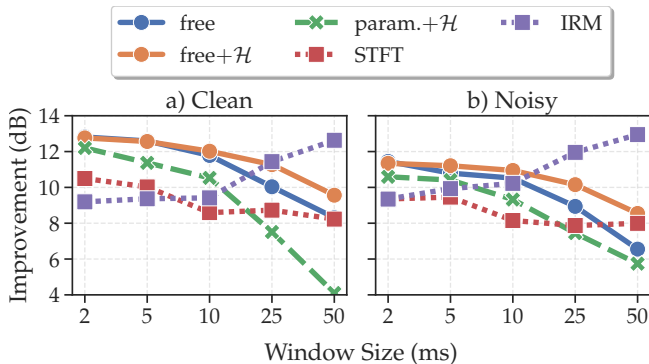 free
param.+ℋ
IRM
free+ℋ
STFT
a) Clean
b) Noisy
Improvement (dB)
14
12
10
8
6
4
2 5 10 25 50
2 5 10 25 50
Window Size (ms)